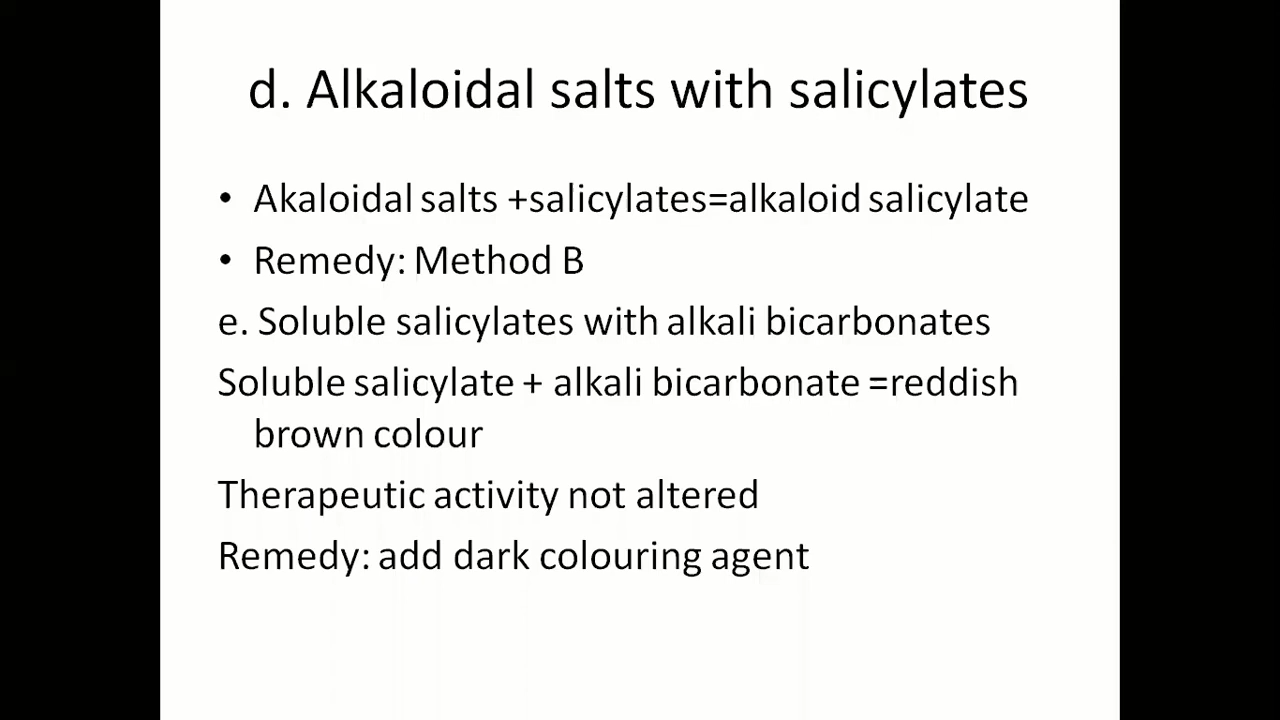 d. Alkaloidal salts with salicylates
• Akaloidal salts +salicylates=alkaloid salicylate
• Remedy: Method B
e. Soluble salicylates with alkali bicarbonates
Soluble salicylate + alkali bicarbonate =reddish
brown colour
Therapeutic activity not altered
Remedy: add dark colouring agent